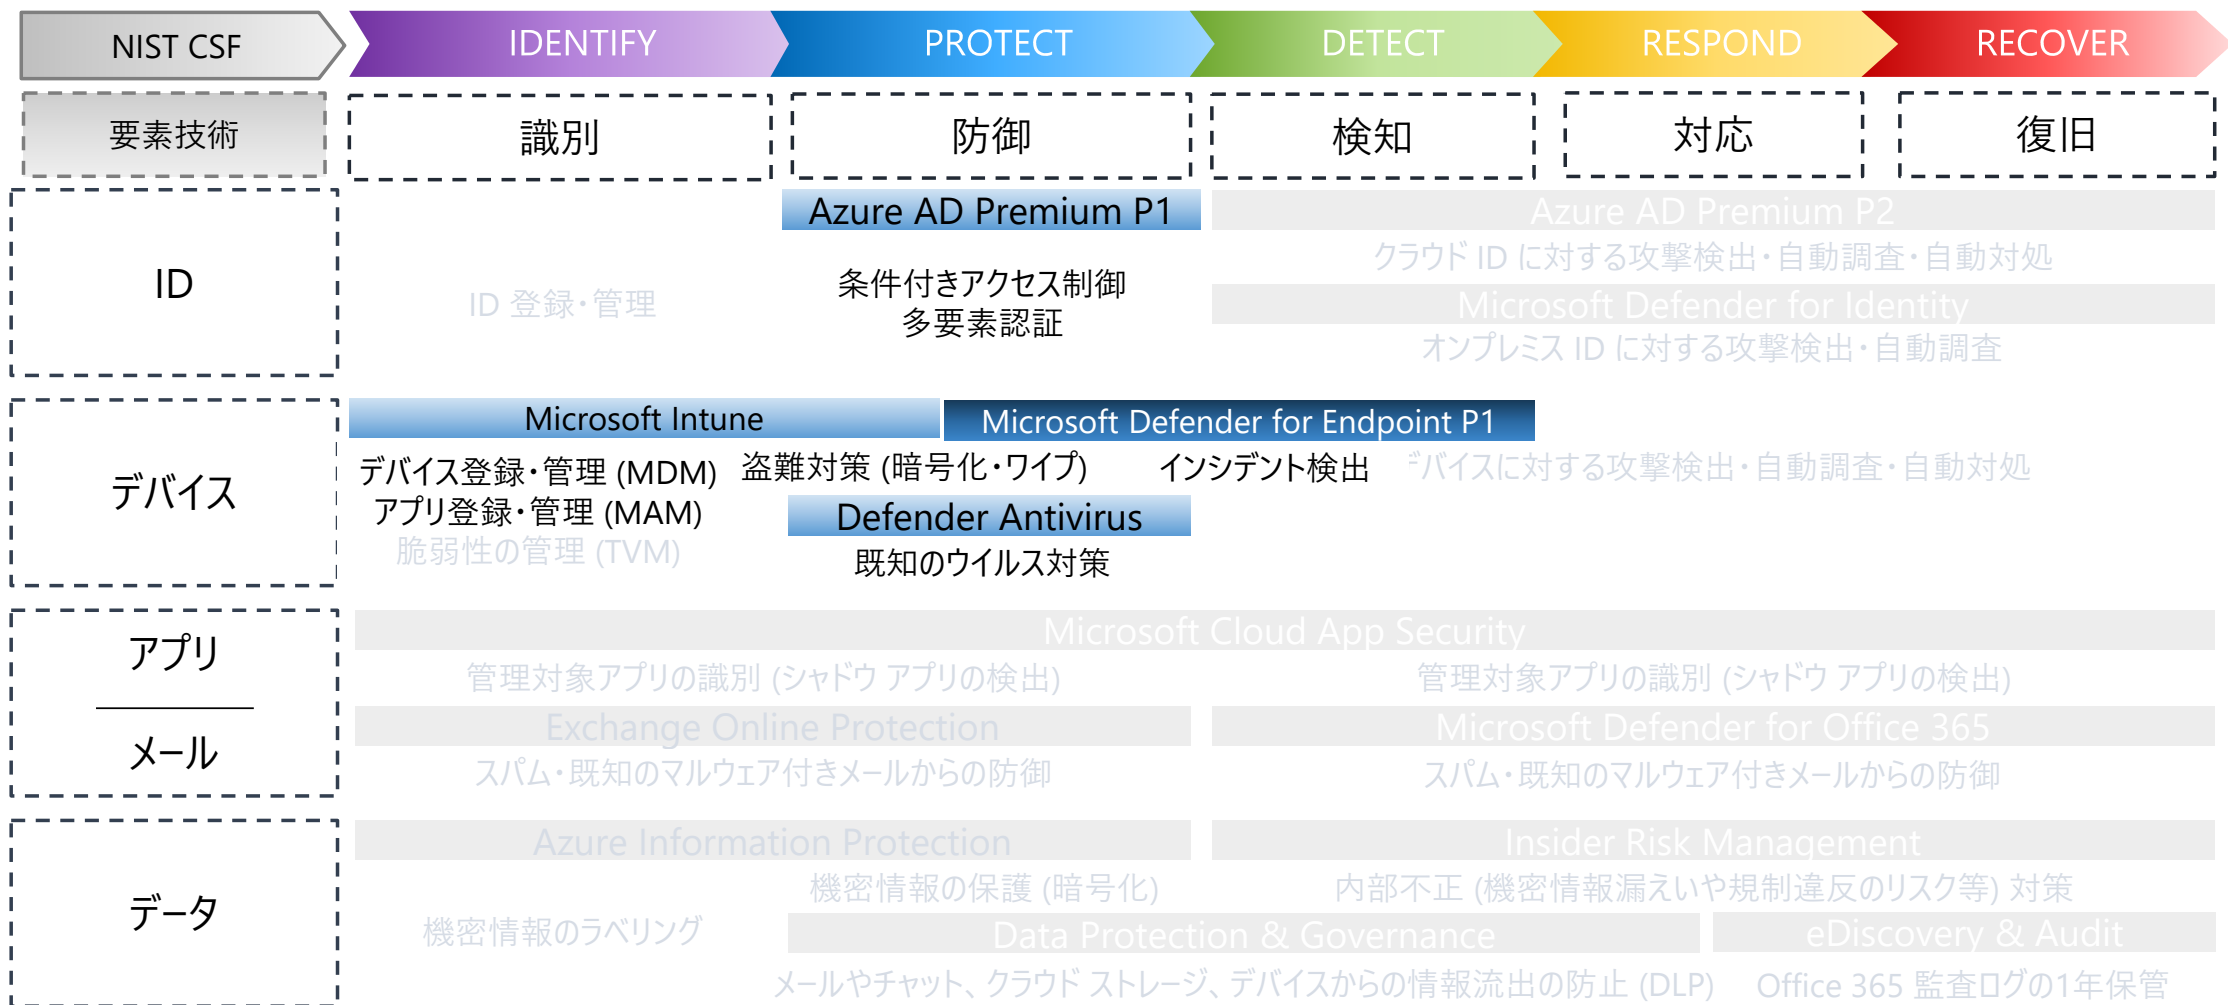 NIST CSF
IDENTIFY
PROTECT
DETECT
RESPOND
RECOVER
要素技術
識別
防御
検知
対応
復旧
ID
ID 登録・管理
Azure AD Premium P1
条件付きアクセス制御
多要素認証
Azure AD Premium P2
クラウド ID に対する攻撃検出・自動調査・自動対処
Microsoft Defender for Identity
オンプレミス ID に対する攻撃検出・自動調査
デバイス
Microsoft Intune
Microsoft Defender for Endpoint P1
デバイス登録・管理 (MDM)
アプリ登録・管理 (MAM)
脆弱性の管理 (TVM)
盗難対策 (暗号化・ワイプ)
インシデント検出
デバイスに対する攻撃検出・自動調査・自動対処
Defender Antivirus
既知のウイルス対策
アプリ
メール
Microsoft Cloud App Security
管理対象アプリの識別 (シャドウ アプリの検出)
管理対象アプリの識別 (シャドウ アプリの検出)
Exchange Online Protection
Microsoft Defender for Office 365
スパム・既知のマルウェア付きメールからの防御
スパム・既知のマルウェア付きメールからの防御
データ
Azure Information Protection
Insider Risk Management
機密情報の保護 (暗号化)
内部不正 (機密情報漏えいや規制違反のリスク等) 対策
機密情報のラベリング
Data Protection & Governance
eDiscovery & Audit
メールやチャット、クラウド ストレージ、デバイスからの情報流出の防止 (DLP)
Office 365 監査ログの1年保管